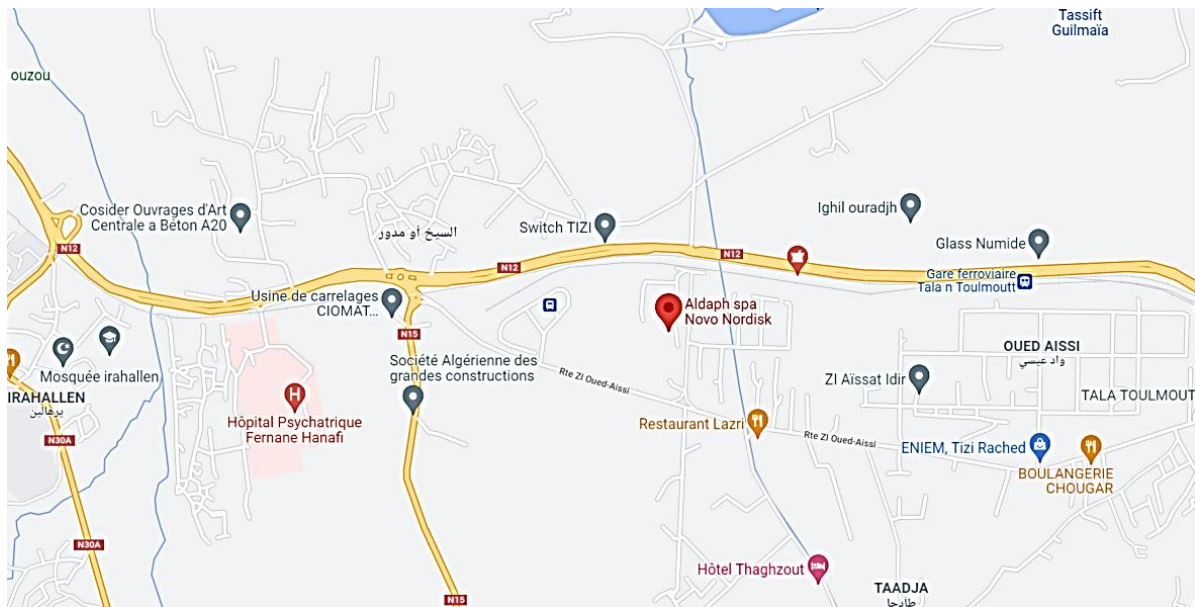 Tassift
Guilmaïa
ouzou
Cosider Ouvrages d'Art
Centrale a Béton A20
السيخ أو مدور
Switch TIZI
Ighil ouradjh
Glass Numide
N12
N12
N12
Gare ferroviaire
Tala n Toulmoutt
Usine de carrelages
CIOMAT...
Aldaph spa
Novo Nordisk
N15
OUED AISSI
واد عيسي
Société Algérienne des
grandes constructions
Mosquée irahallen
Rte ZI Oued-Aissi
ZI Aïssat Idir
IRAHALLEN
يرهالين
TALA TOULMOUT
Hôpital Psychatrique
Fernane Hanafi
Restaurant Lazri
N30A
Rte ZI Oued-Aissi
ENIEM, Tizi Rached
BOULANGERIE
CHOUGAR
N30A
Hôtel Thaghzout
TAADJA
طادجا
N15